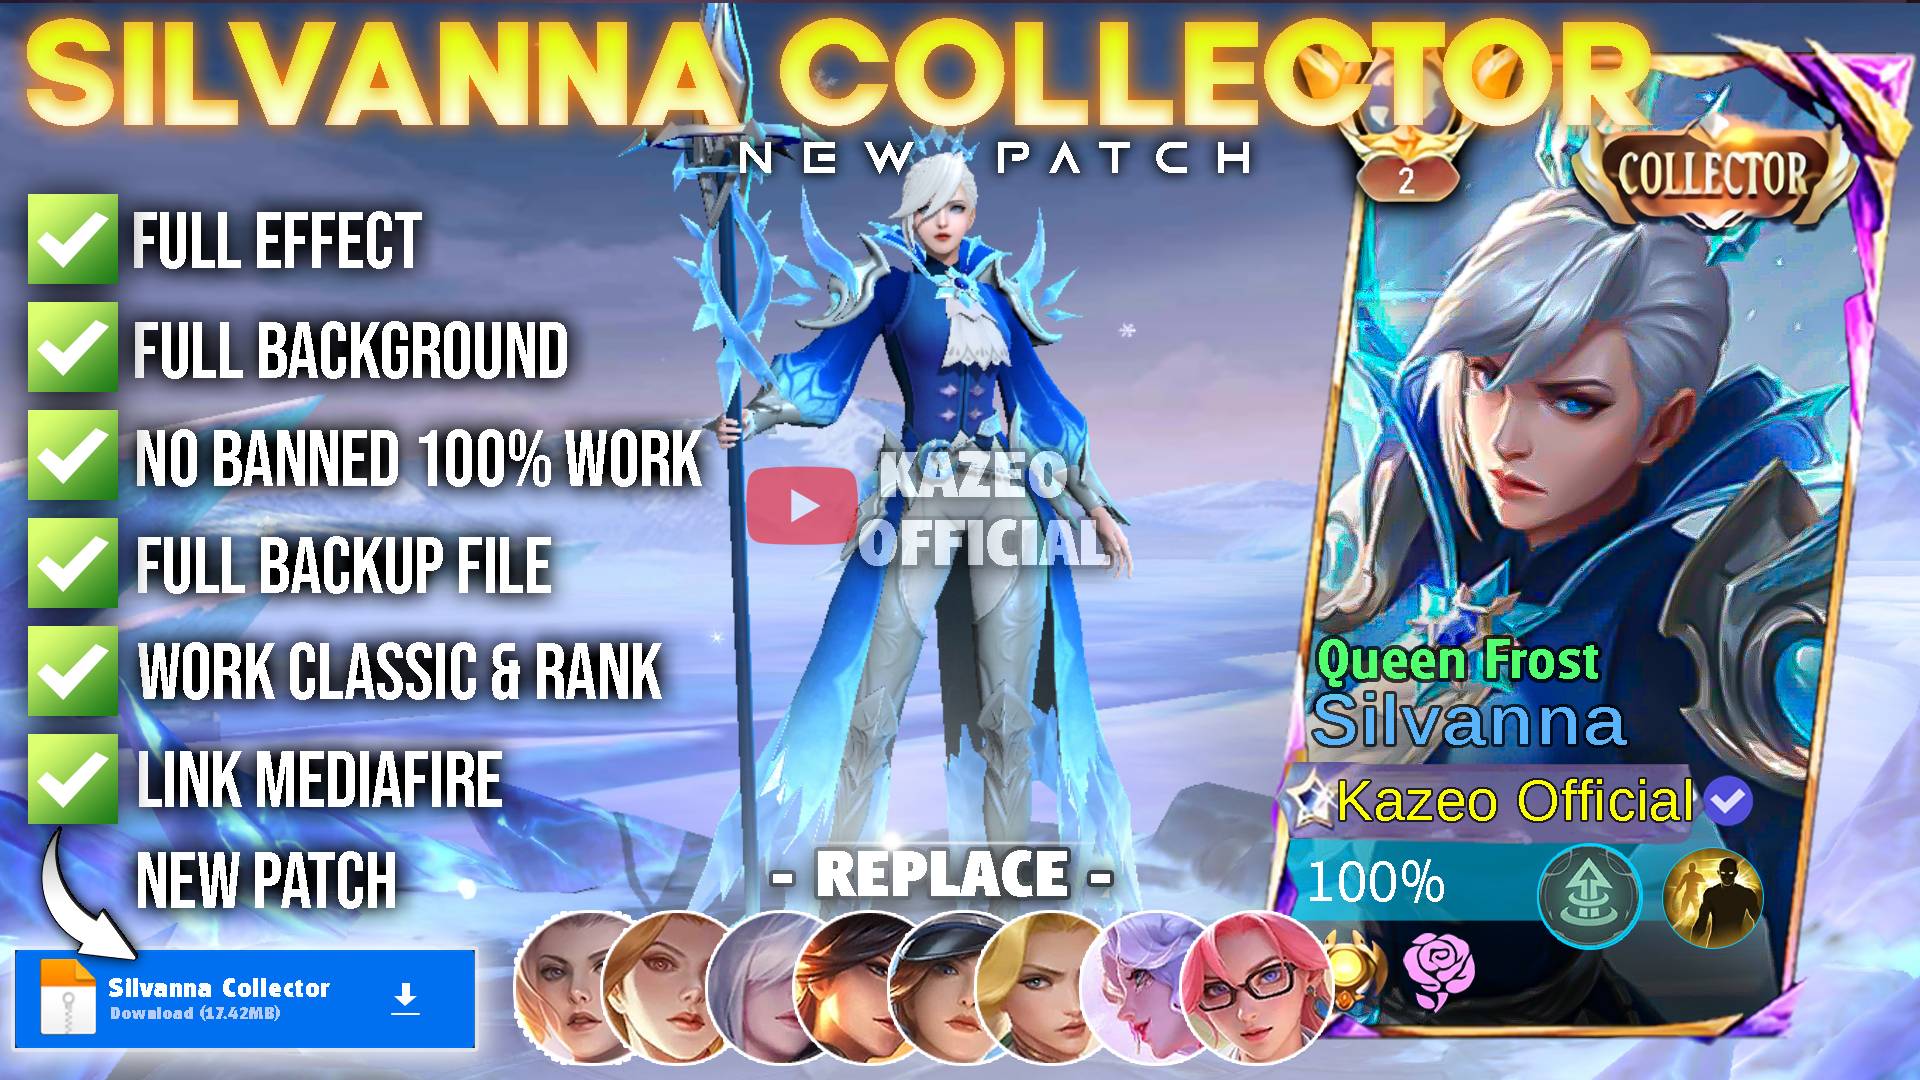 SILVANNA COLLECTOR
NEW PATCH
FULL EFFECT
FULL BACKGROUND
NO BANNED 100% WORK
FULL BACKUP FILE
WORK CLASSIC & RANK
LINK MEDIAFIRE
NEW PATCH
Silvanna Collector
Download (17.42MB)
KAZEO
OFFICIAL
- REPLACE -
2
COLLECTOR
Queen Frost
Silvanna
Kazeo Official
100%